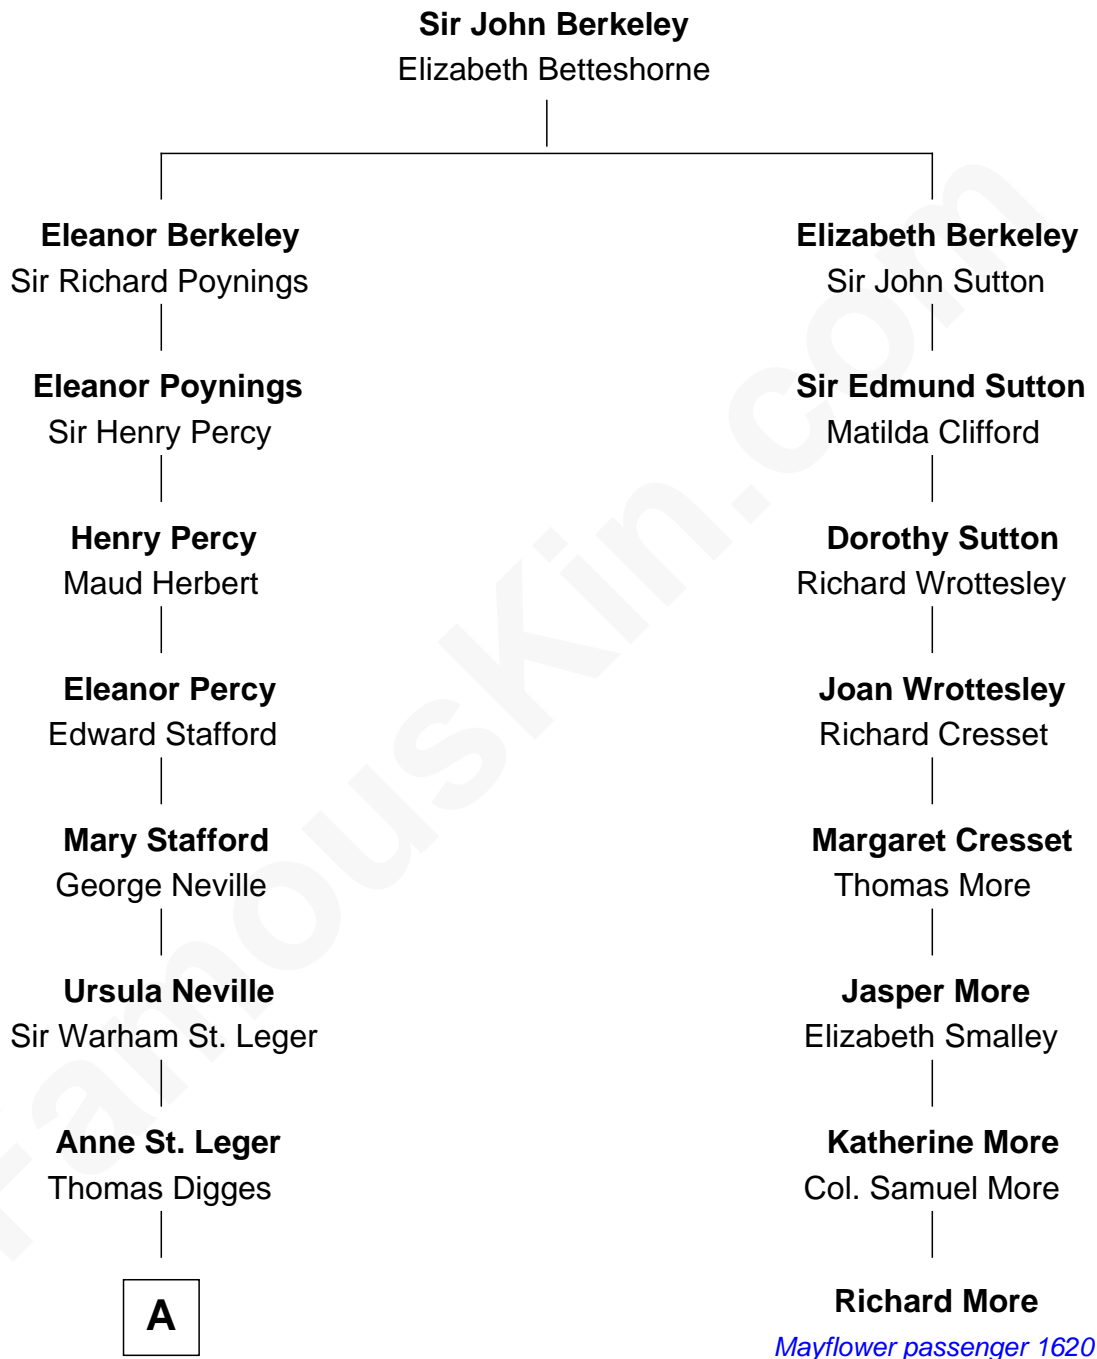 Sir John Berkeley
Elizabeth Betteshorne
Eleanor Berkeley
Sir Richard Poynings
Elizabeth Berkeley
Sir John Sutton
Eleanor Poynings
Sir Henry Percy
Sir Edmund Sutton
Matilda Clifford
Henry Percy
Maud Herbert
Dorothy Sutton
Richard Wrottesley
Eleanor Percy
Edward Stafford
Joan Wrottesley
Richard Cresset
Mary Stafford
George Neville
Margaret Cresset
Thomas More
Ursula Neville
Sir Warham St. Leger
Jasper More
Elizabeth Smalley
Anne St. Leger
Thomas Digges
Katherine More
Col. Samuel More
A
Richard More
Mayflower passenger 1620
FamousKin.com